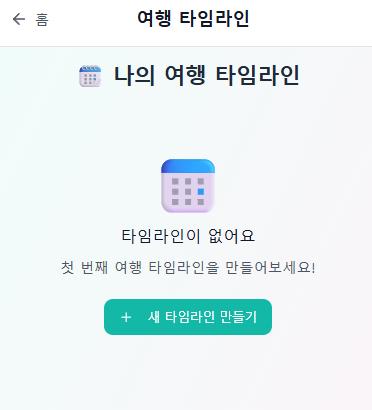 ← 홈
여행 타임라인
나의 여행 타임라인
타임라인이 없어요
첫 번째 여행 타임라인을 만들어보세요!
+ 새 타임라인 만들기